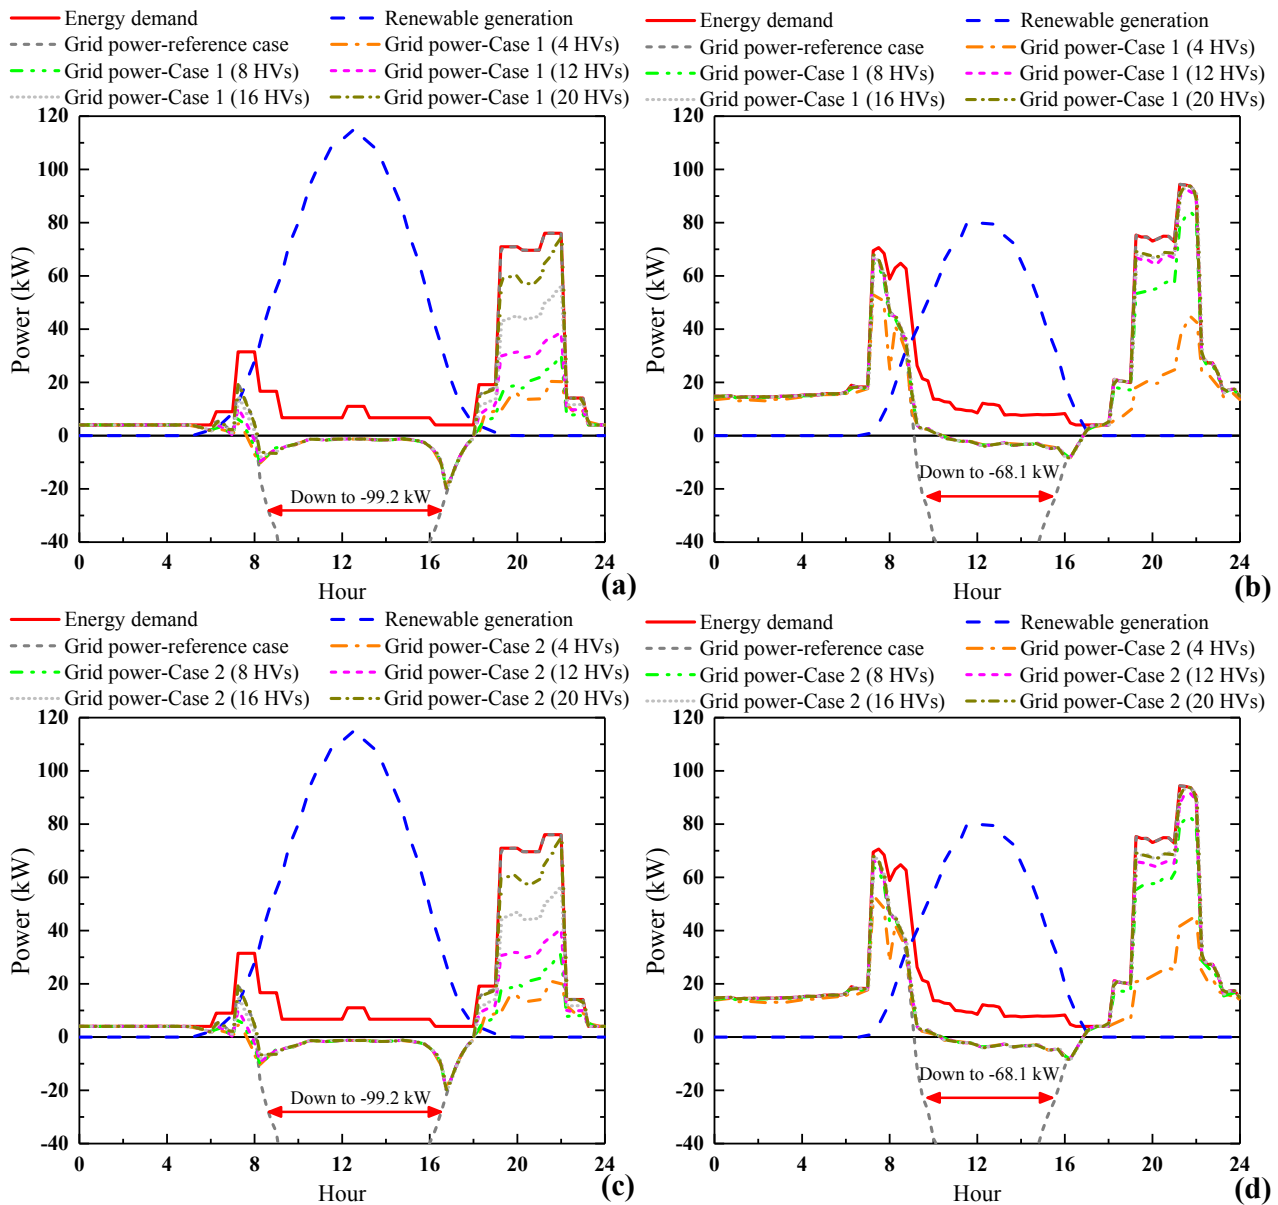 Energy demand Renewable generation
Grid power-reference case Grid power-Case 1 (4 HVs)
Grid power-Case 1 (8 HVs) Grid power-Case 1 (12 HVs)
Grid power-Case 1 (16 HVs) Grid power-Case 1 (20 HVs)
120
100
80
60
40
20
0
-20
-40
Power (kW)
Down to -99.2 kW
0 4 8 12 16 20 24
Hour
(a)
Energy demand Renewable generation
Grid power-reference case Grid power-Case 1 (4 HVs)
Grid power-Case 1 (8 HVs) Grid power-Case 1 (12 HVs)
Grid power-Case 1 (16 HVs) Grid power-Case 1 (20 HVs)
120
100
80
60
40
20
0
-20
-40
Power (kW)
Down to -68.1 kW
0 4 8 12 16 20 24
Hour
(b)
Energy demand Renewable generation
Grid power-reference case Grid power-Case 2 (4 HVs)
Grid power-Case 2 (8 HVs) Grid power-Case 2 (12 HVs)
Grid power-Case 2 (16 HVs) Grid power-Case 2 (20 HVs)
120
100
80
60
40
20
0
-20
-40
Power (kW)
Down to -99.2 kW
0 4 8 12 16 20 24
Hour
(c)
Energy demand Renewable generation
Grid power-reference case Grid power-Case 2 (4 HVs)
Grid power-Case 2 (8 HVs) Grid power-Case 2 (12 HVs)
Grid power-Case 2 (16 HVs) Grid power-Case 2 (20 HVs)
120
100
80
60
40
20
0
-20
-40
Power (kW)
Down to -68.1 kW
0 4 8 12 16 20 24
Hour
(d)